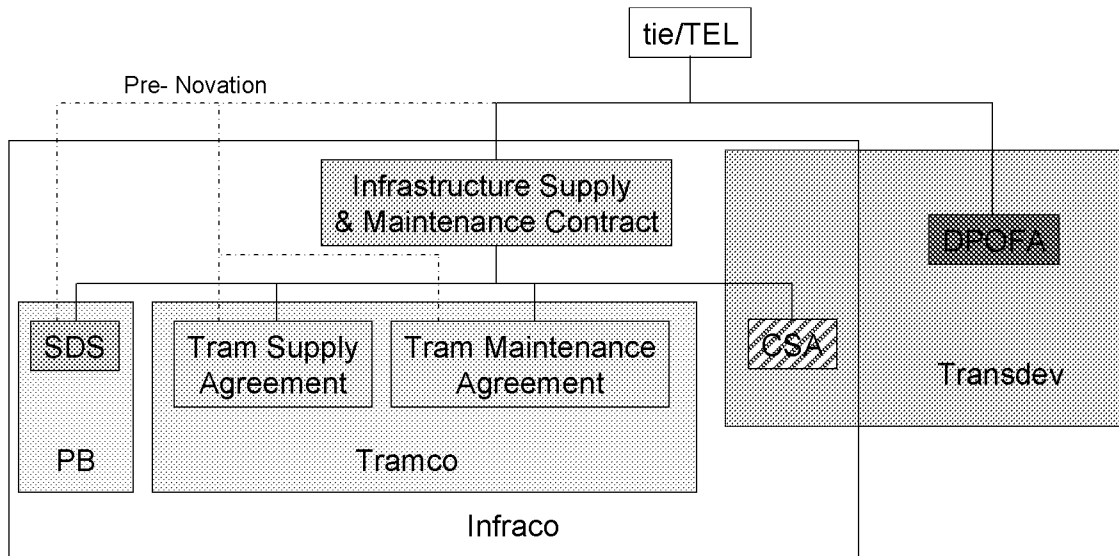 tie/TEL
Pre- Novation
Infrastructure Supply
& Maintenance Contract
DPOFA
SDS
Tram Supply
Agreement
Tram Maintenance
Agreement
CSA
Transdev
PB
Tramco
Infraco